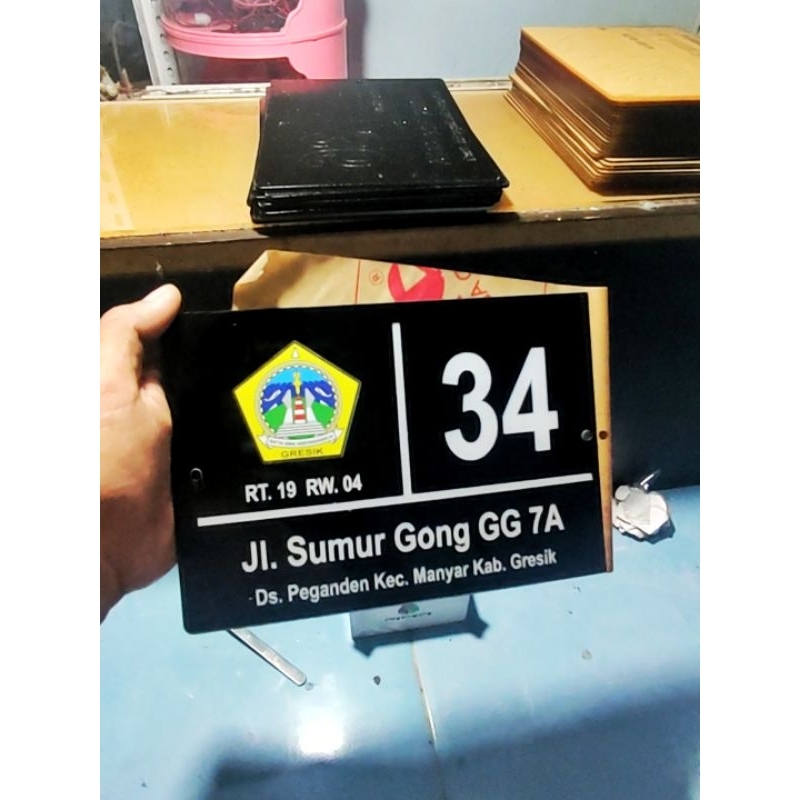 34
GRESIK
RT. 19 RW. 04
Jl. Sumur Gong GG 7A
Ds. Peganden Kec. Manyar Kab. Gresik